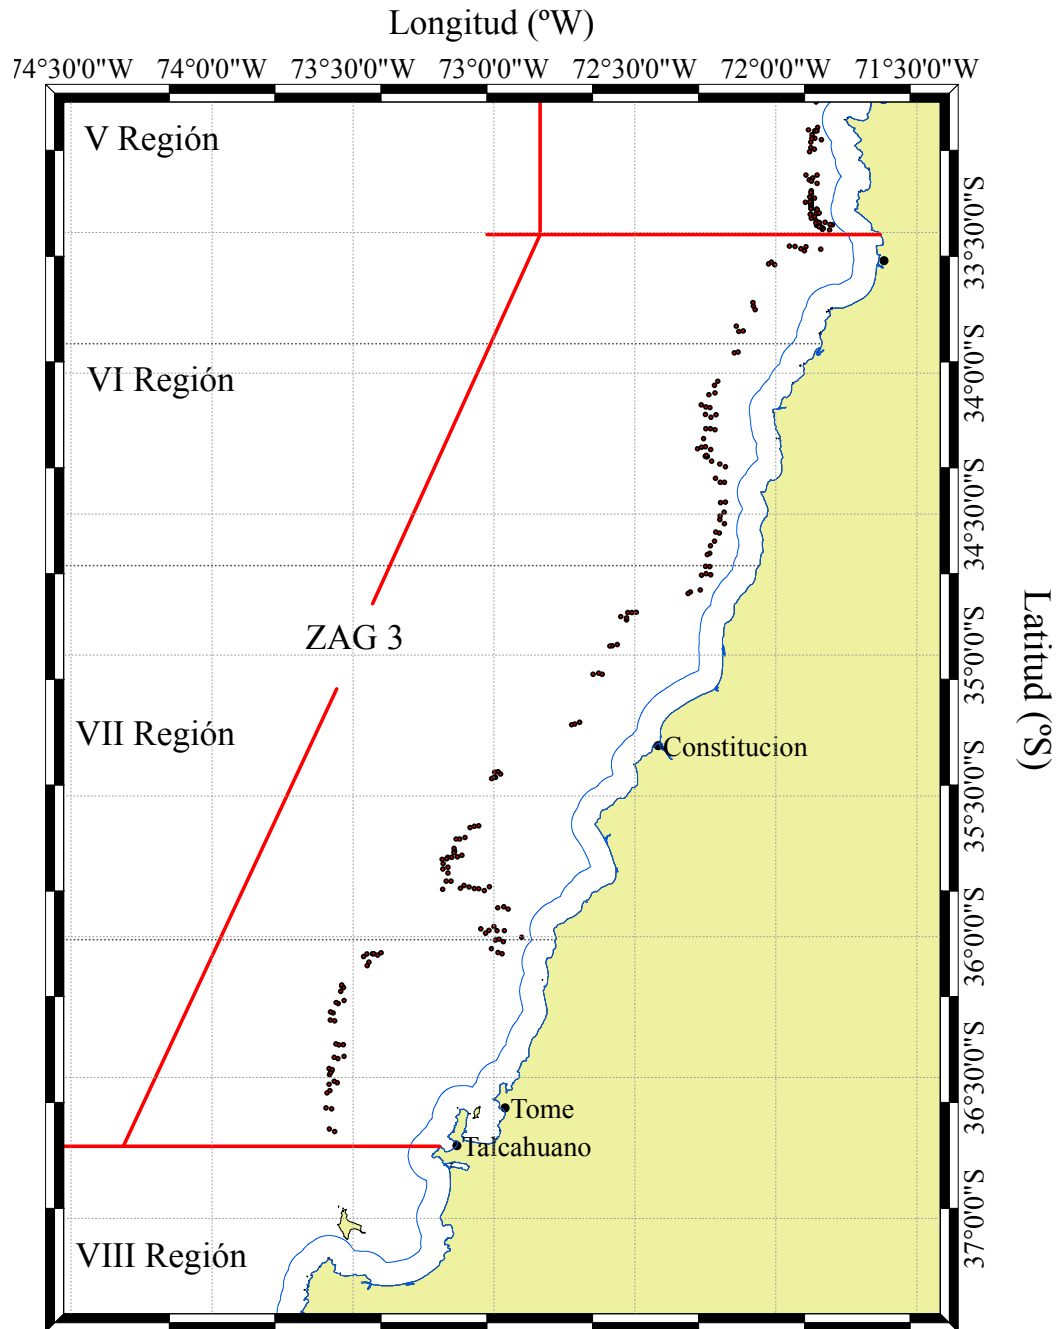 Longitud (ºW)
74°30'0"W 74°0'0"W 73°30'0"W 73°0'0"W 72°30'0"W 72°0'0"W 71°30'0"W
V Región
33°30'0"S
VI Región
34°0'0"S
34°30'0"S
ZAG 3
35°0'0"S
Latitud (ºS)
VII Región
Constitucion
35°30'0"S
36°0'0"S
36°30'0"S
Tome
Talcahuano
37°0'0"S
VIII Región